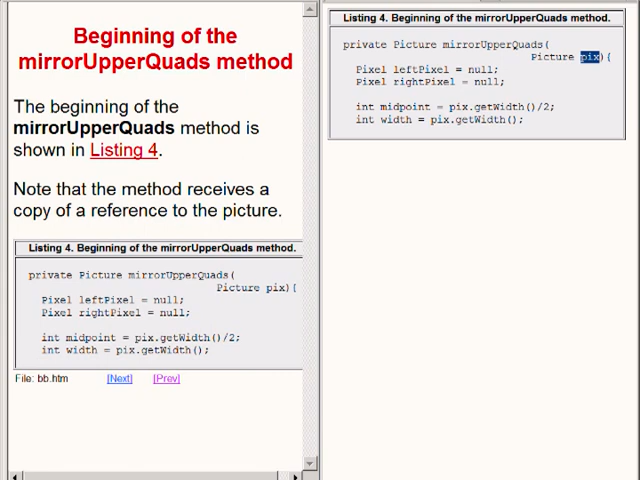 Beginning of the
mirrorUpperQuads method
The beginning of the
mirrorUpperQuads method is
shown in Listing 4.
Note that the method receives a
copy of a reference to the picture.
Listing 4. Beginning of the mirrorUpperQuads method.
private Picture mirrorUpperQuads(
Picture pix){
Pixel leftPixel = null;
Pixel rightPixel = null;
int midpoint = pix.getWidth()/2;
int width = pix.getWidth();
File: bb.htm [Next] [Prev]
Listing 4. Beginning of the mirrorUpperQuads method.
private Picture mirrorUpperQuads(
Picture pix){
Pixel leftPixel = null;
Pixel rightPixel = null;
int midpoint = pix.getWidth()/2;
int width = pix.getWidth();